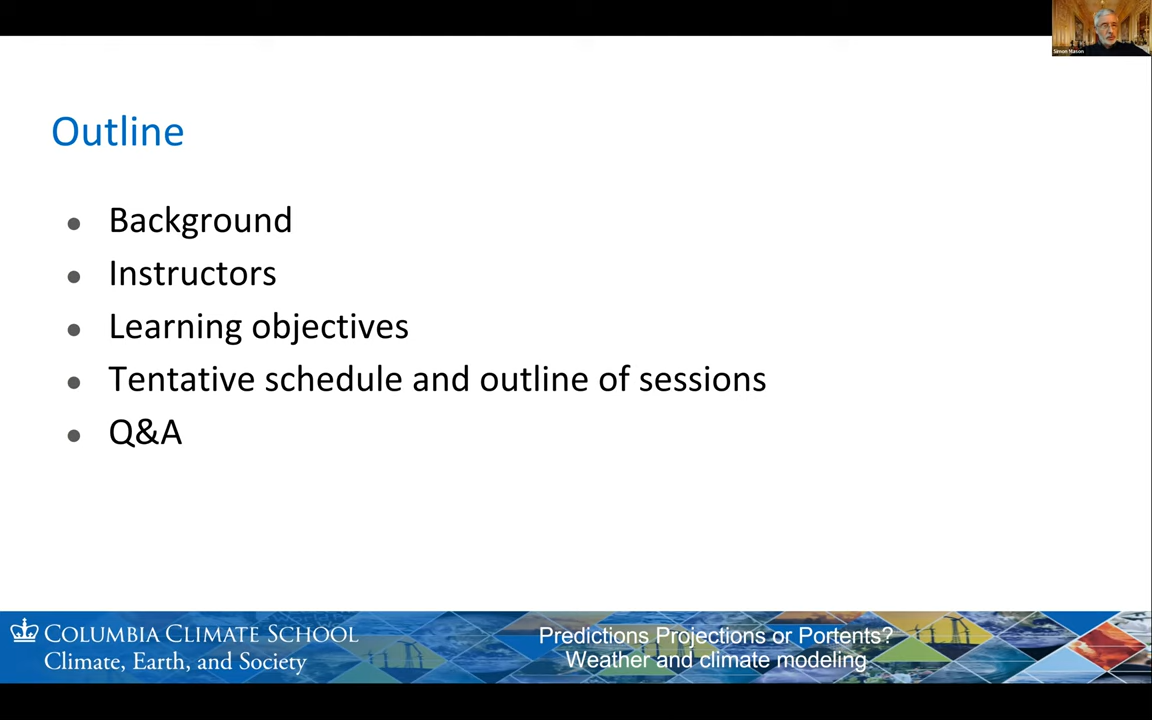 Simon Mason
Outline
Background
Instructors
Learning objectives
Tentative schedule and outline of sessions
Q&A
COLUMBIA CLIMATE SCHOOL
Climate, Earth, and Society
Predictions Projections or Portents?
Weather and climate modeling